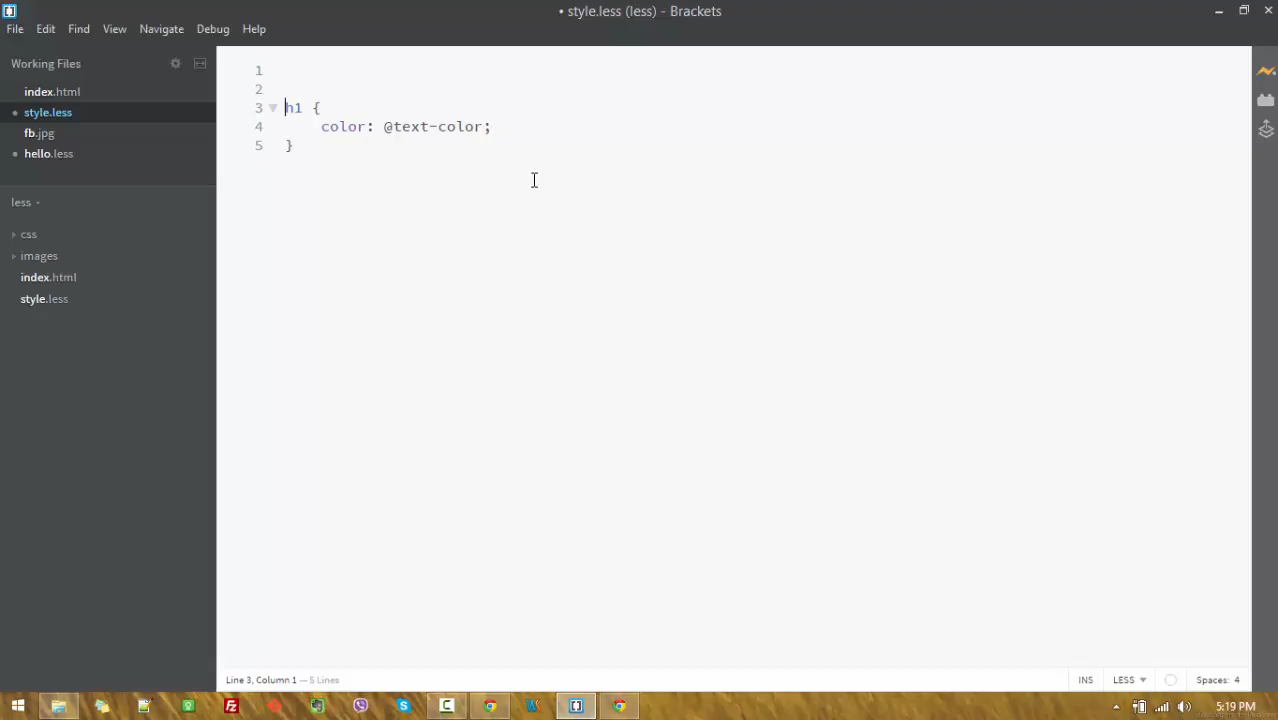 • style.less (less) - Brackets
File Edit Find View Navigate Debug Help
Working Files
index.html
style.less
fb.jpg
hello.less
less
css
images
index.html
style.less
1
2
3 h1 {
4 color: @text-color;
5 }
Line 3, Column 1 — 5 Lines
INS LESS Spaces: 4
5:19 PM